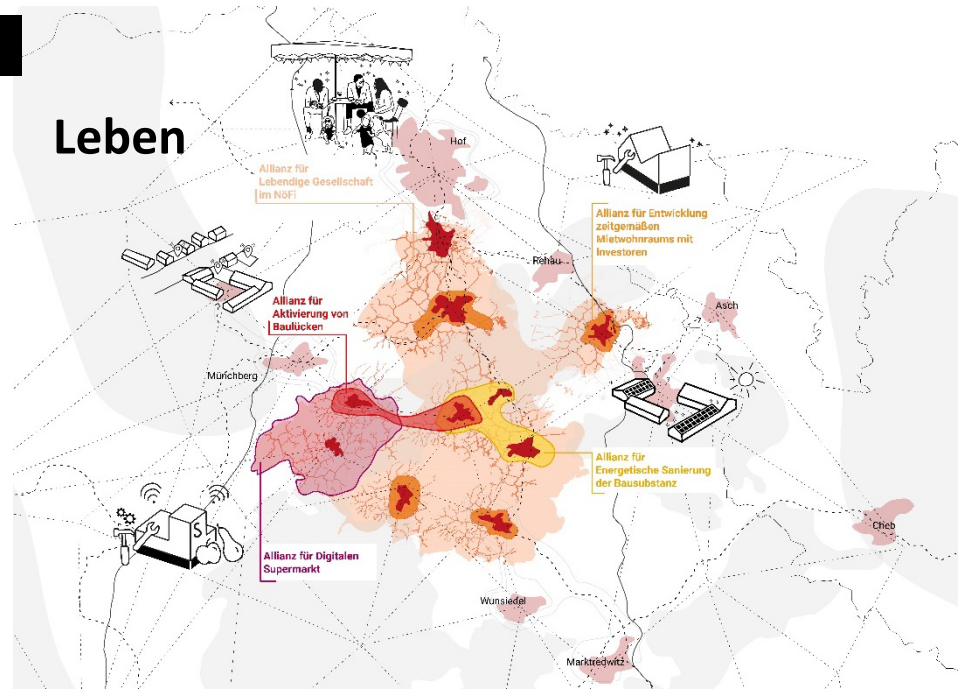 Leben
Hof
Allianz für
Lebendige Gesellschaft
im NöFi
Allianz für Entwicklung
zeitgemäßen
Mietwohnraums mit
Investoren
Rehau
Asch
Allianz für
Aktivierung von
Baulücken
Münchberg
Allianz für
Energetische Sanierung
der Bausubstanz
S
Cheb
Allianz für Digitalen
Supermarkt
Wunsiedel
Marktredwitz